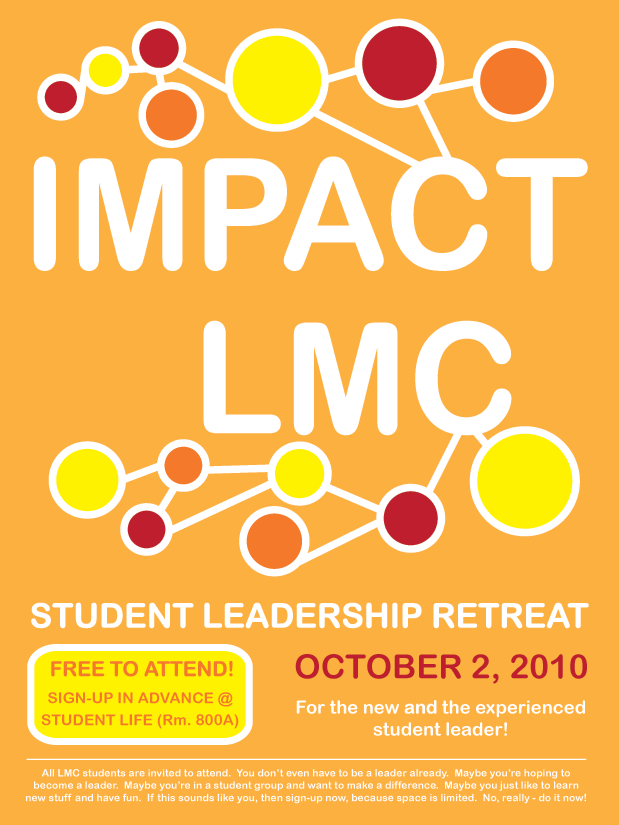 IMPACT
LMC
STUDENT LEADERSHIP RETREAT
FREE TO ATTEND!
SIGN-UP IN ADVANCE @
STUDENT LIFE (Rm. 800A)
OCTOBER 2, 2010
For the new and the experienced
student leader!
All LMC students are invited to attend.  You don't even have to be a leader already.  Maybe you're hoping to
become a leader.  Maybe you're in a student group and want to make a difference.  Maybe you just like to learn
new stuff and have fun.  If this sounds like you, then sign-up now, because space is limited.  No, really - do it now!